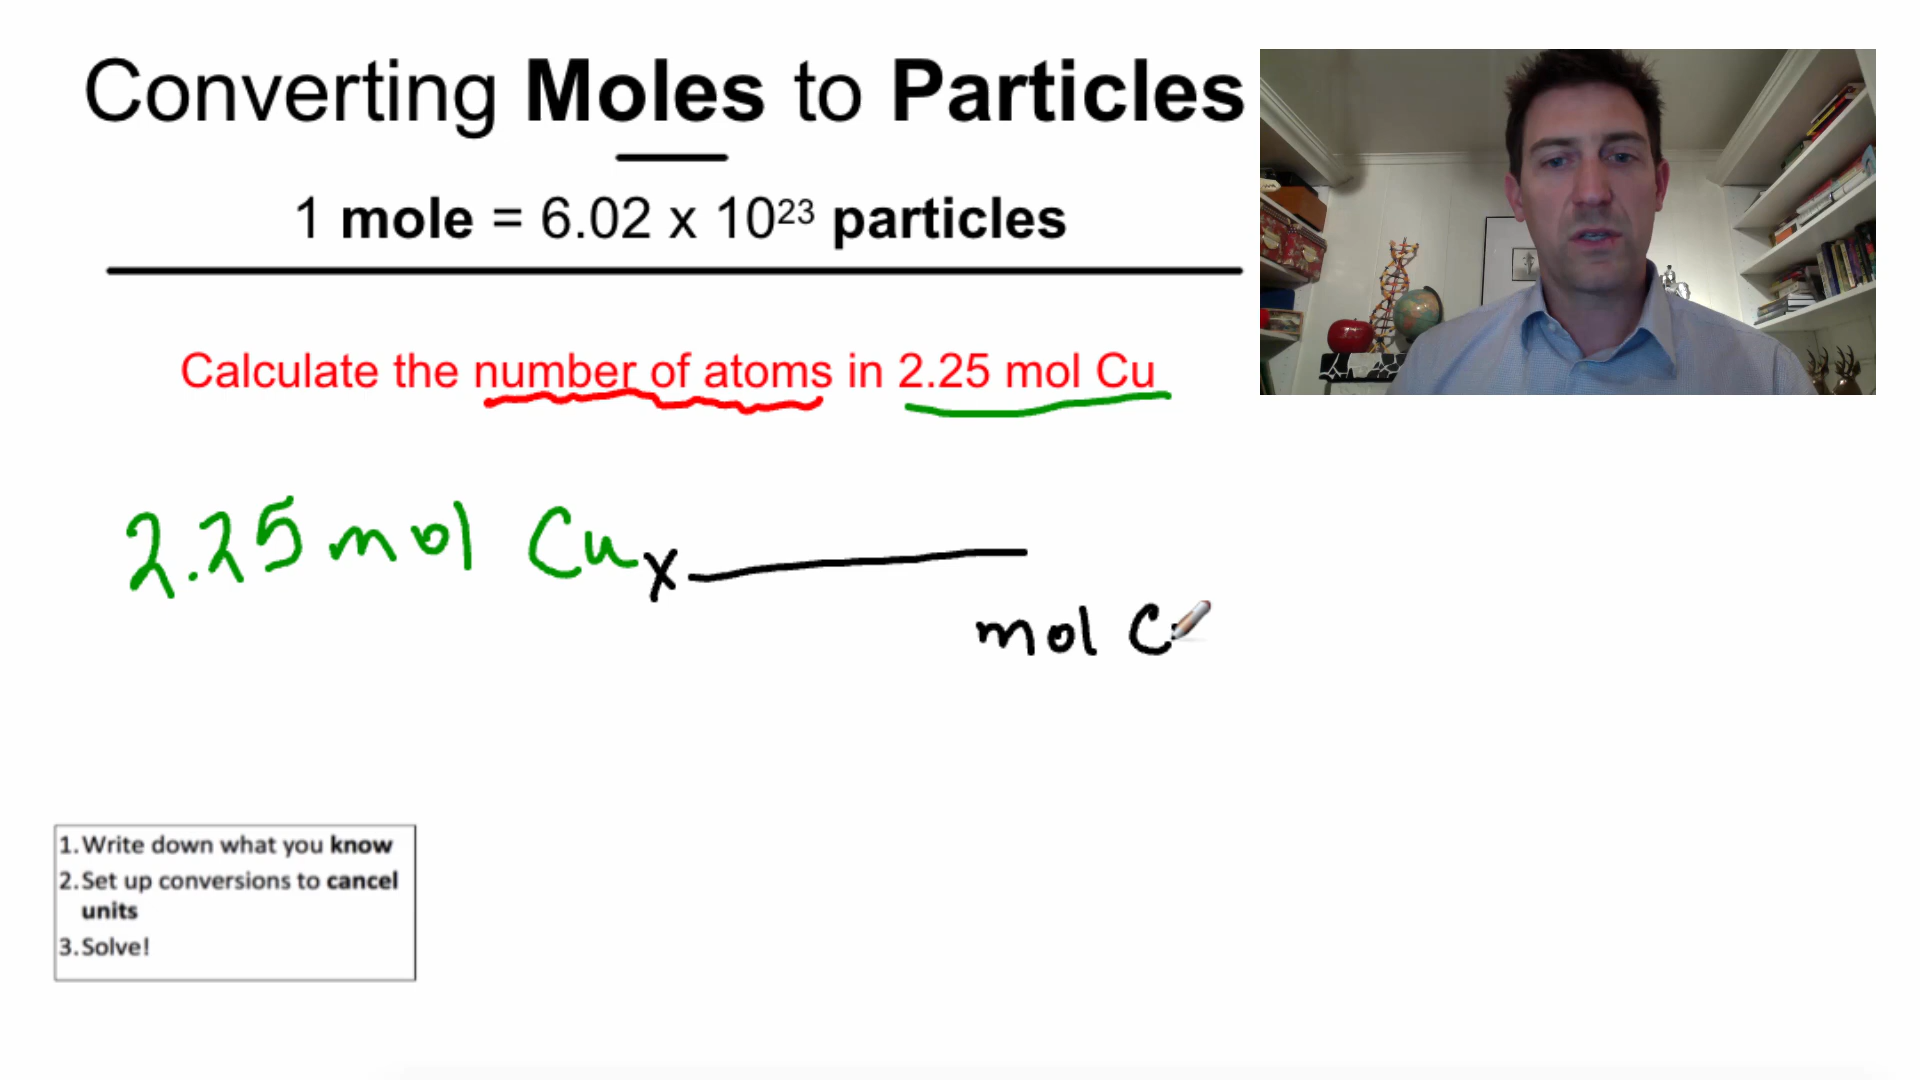 Converting Moles to Particles
1 mole = 6.02 x 10²³ particles
Calculate the number of atoms in 2.25 mol Cu
2.25 mol Cu x
mol C
1. Write down what you know
2. Set up conversions to cancel
units
3. Solve!